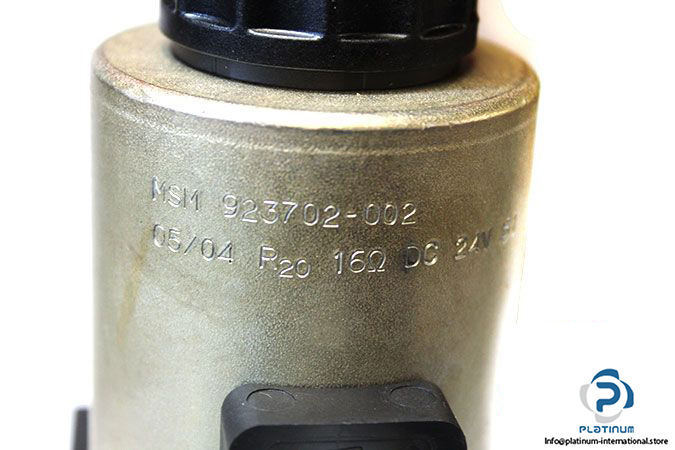 MSM 923702-002
05/04 R20 16Ω DC 24V
PLATINUM
Info@platinum-international.store